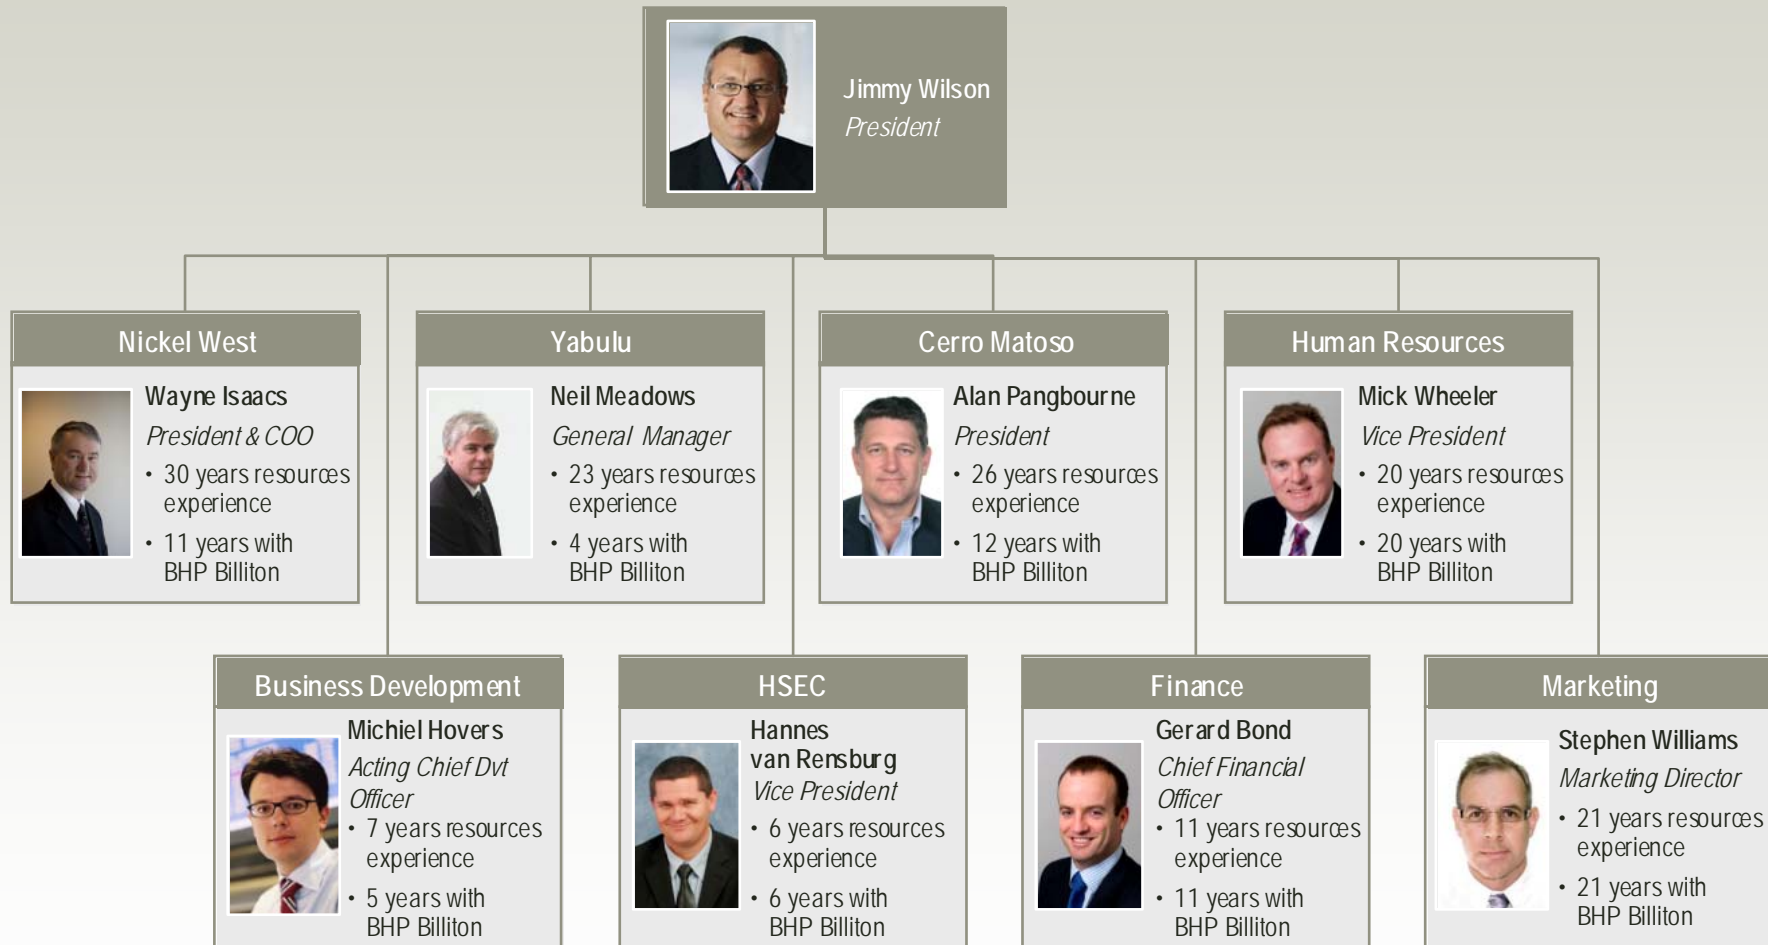 Jimmy Wilson
President
Nickel West
Wayne Isaacs
President & COO
• 30 years resources
experience
• 11 years with
BHP Billiton
Yabulu
Neil Meadows
General Manager
• 23 years resources
experience
• 4 years with
BHP Billiton
Cerro Matoso
Alan Pangbourne
President
• 26 years resources
experience
• 12 years with
BHP Billiton
Human Resources
Mick Wheeler
Vice President
• 20 years resources
experience
• 20 years with
BHP Billiton
Business Development
Michiel Hovers
Acting Chief Dvt
Officer
• 7 years resources
experience
• 5 years with
BHP Billiton
HSEC
Hannes
van Rensburg
Vice President
• 6 years resources
experience
• 6 years with
BHP Billiton
Finance
Gerard Bond
Chief Financial
Officer
• 11 years resources
experience
• 11 years with
BHP Billiton
Marketing
Stephen Williams
Marketing Director
• 21 years resources
experience
• 21 years with
BHP Billiton